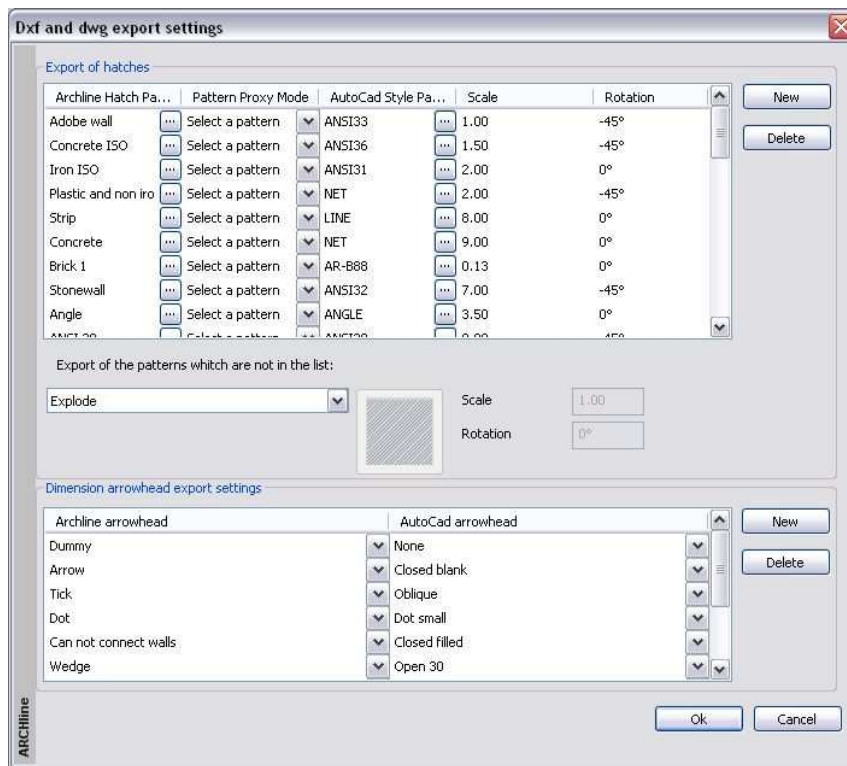 Dxf and dwg export settings
Export of hatches
Archline Hatch Pa... Pattern Proxy Mode AutoCad Style Pa... Scale Rotation
New
Adobe wall ... Select a pattern ANSI33 ... 1.00 -45°
Delete
Concrete ISO ... Select a pattern ANSI36 ... 1.50 -45°
Iron ISO ... Select a pattern ANSI31 ... 2.00 0°
Plastic and non iro ... Select a pattern NET ... 2.00 -45°
Strip ... Select a pattern LINE ... 8.00 0°
Concrete ... Select a pattern NET ... 9.00 0°
Brick 1 ... Select a pattern AR-B88 ... 0.13 0°
Stonewall ... Select a pattern ANSI32 ... 7.00 -45°
Angle ... Select a pattern ANGLE ... 3.50 0°
Export of the patterns whitch are not in the list:
Explode
Scale 1.00
Rotation 0°
Dimension arrowhead export settings
Archline arrowhead AutoCad arrowhead
New
Dummy None
Delete
Arrow Closed blank
Tick Oblique
Dot Dot small
Can not connect walls Closed filled
Wedge Open 30
Ok Cancel
ARCHline